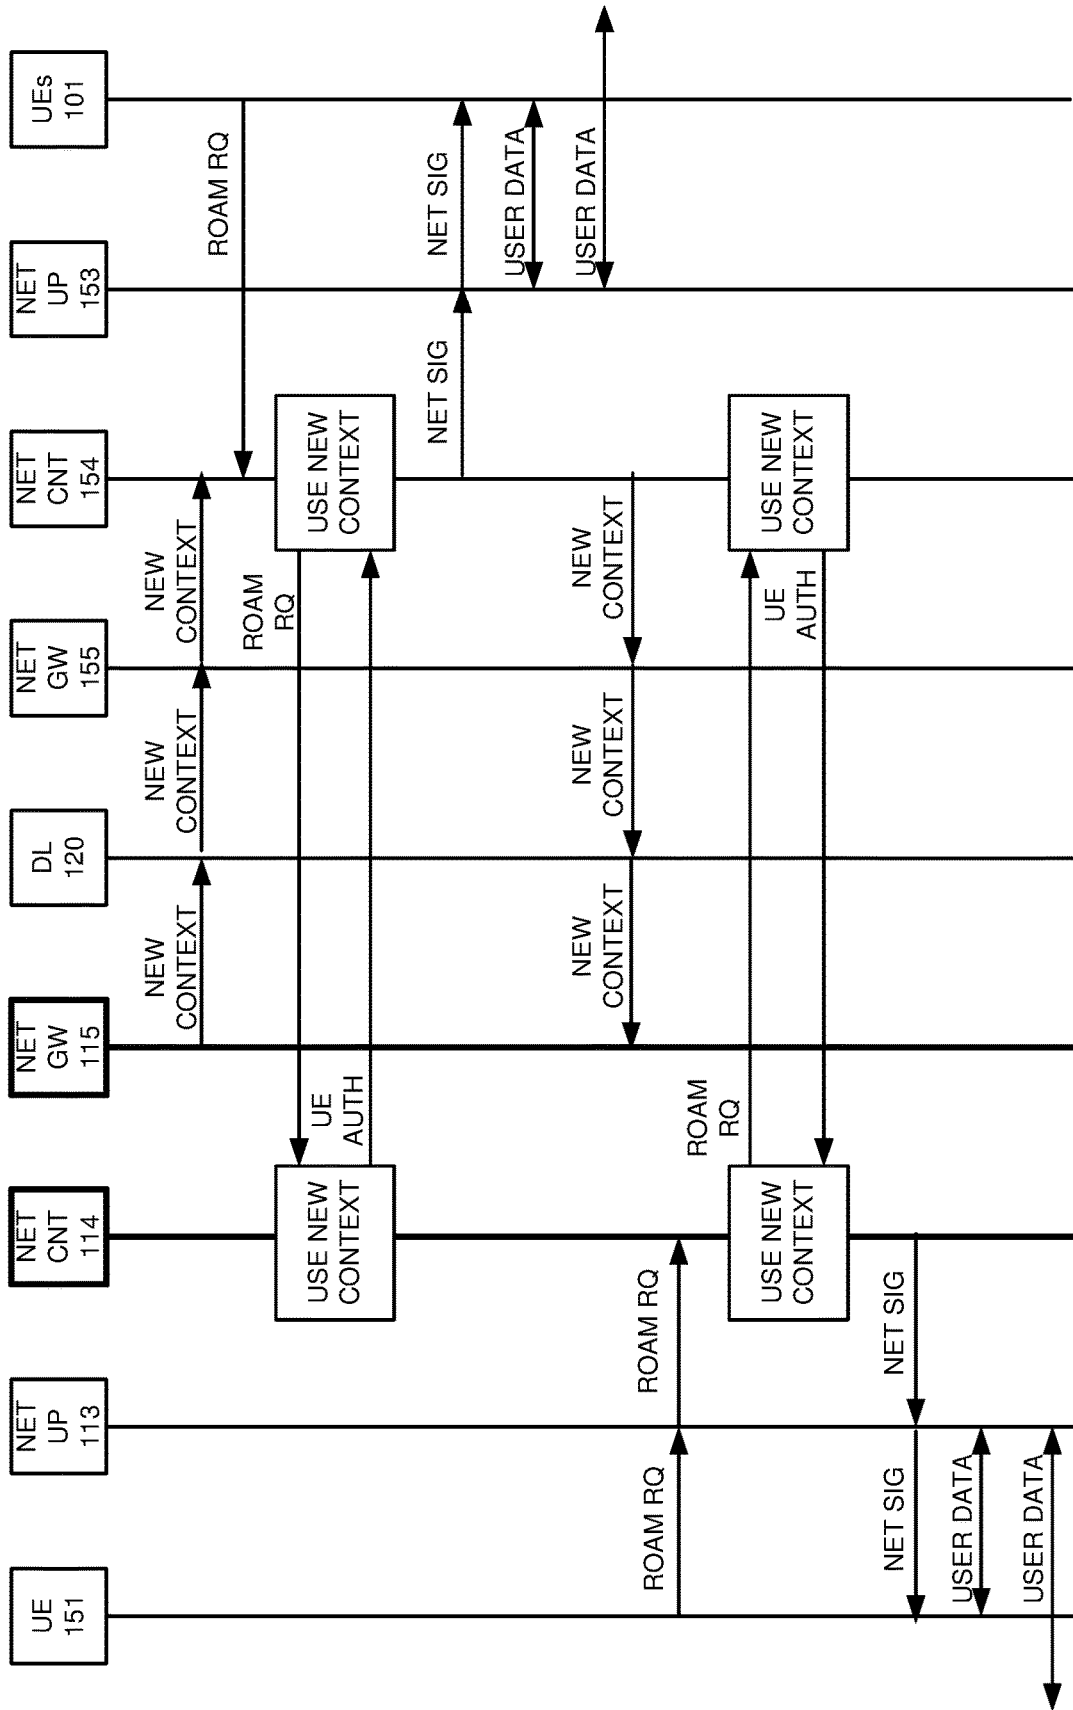 UE
151
NET
UP
113
NET
CNT
114
NET
GW
115
DL
120
NET
GW
155
NET
CNT
154
NET
UP
153
UEs
101
NEW
CONTEXT
NEW
CONTEXT
NEW
CONTEXT
ROAM RQ
ROAM
RQ
USE NEW
CONTEXT
UE
AUTH
USE NEW
CONTEXT
NET SIG
NET SIG
USER DATA
USER DATA
NEW
CONTEXT
NEW
CONTEXT
NEW
CONTEXT
ROAM RQ
ROAM RQ
ROAM
RQ
USE NEW
CONTEXT
UE
AUTH
USE NEW
CONTEXT
NET SIG
NET SIG
USER DATA
USER DATA